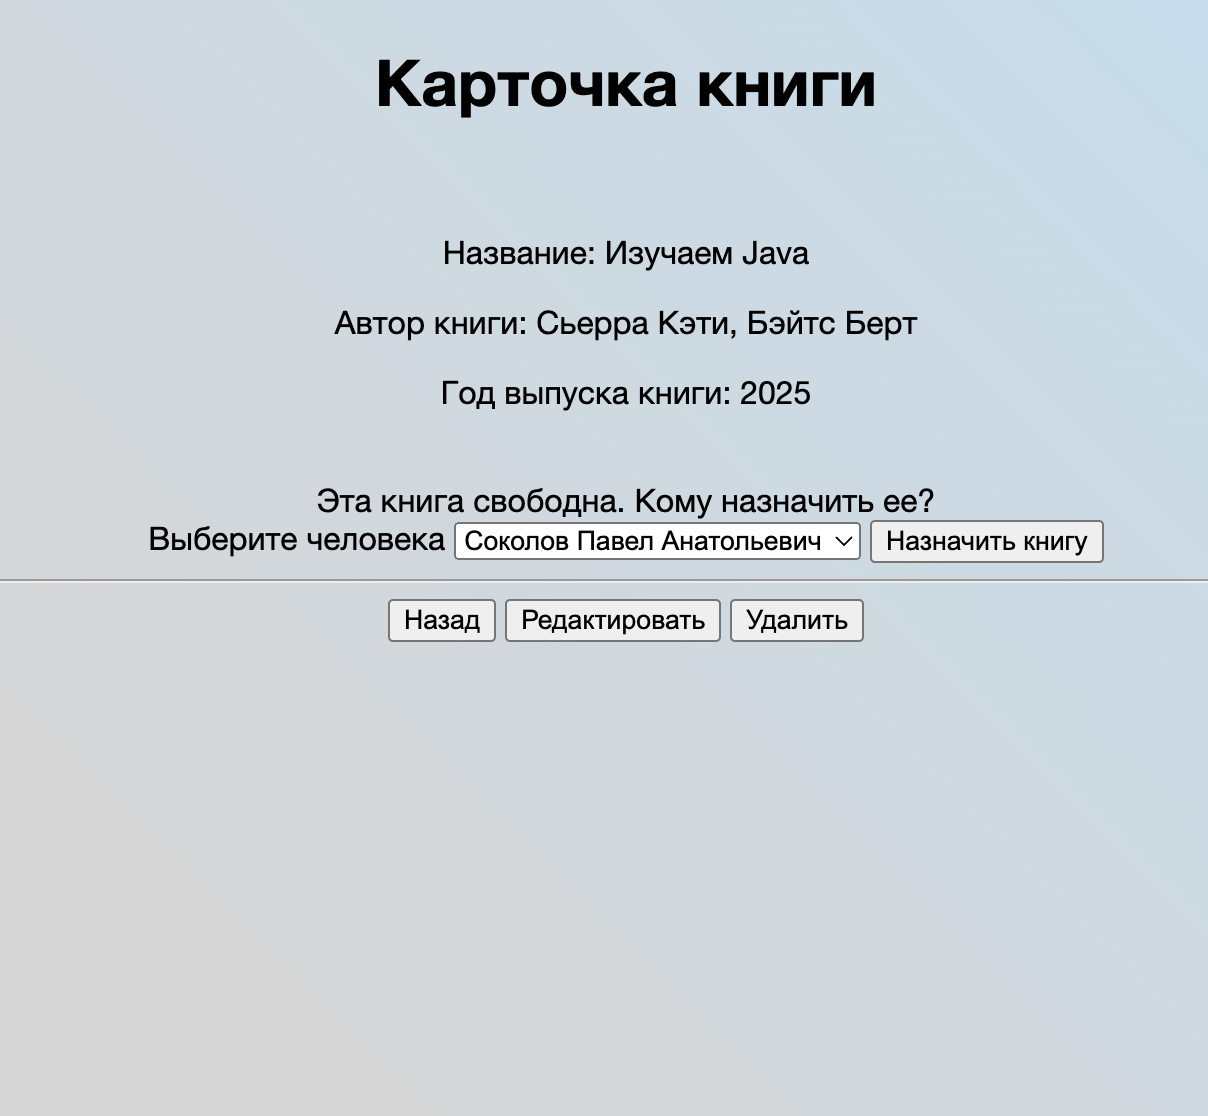 Карточка книги
Название: Изучаем Java
Автор книги: Сьерра Кэти, Бэйтс Берт
Год выпуска книги: 2025
Эта книга свободна. Кому назначить ее?
Выберите человека Соколов Павел Анатольевич Назначить книгу
Назад Редактировать Удалить